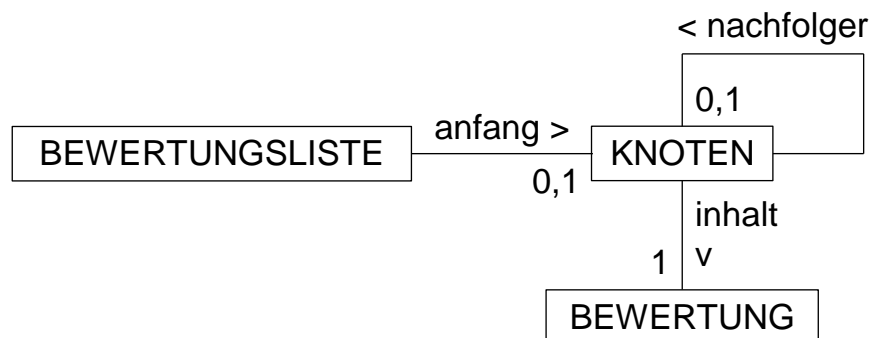 < nachfolger
0,1
anfang >
BEWERTUNGSLISTE
KNOTEN
0,1
inhalt
1
v
BEWERTUNG